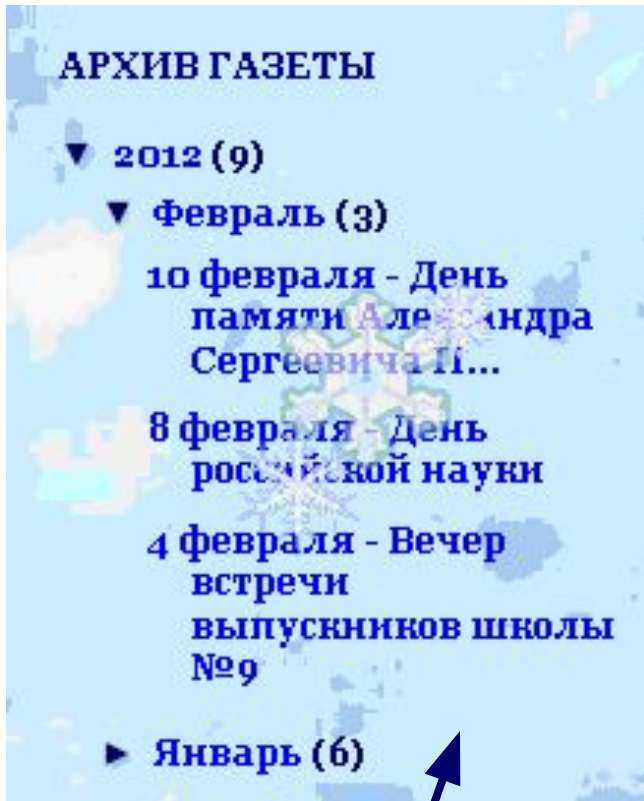 АРХИВ ГАЗЕТЫ
▼ 2012 (9)
▼ Февраль (3)
10 февраля - День
памяти Александра
Сергеевича П...
8 февраля - День
российской науки
4 февраля - Вечер
встречи
выпускников школы
№9
► Январь (6)